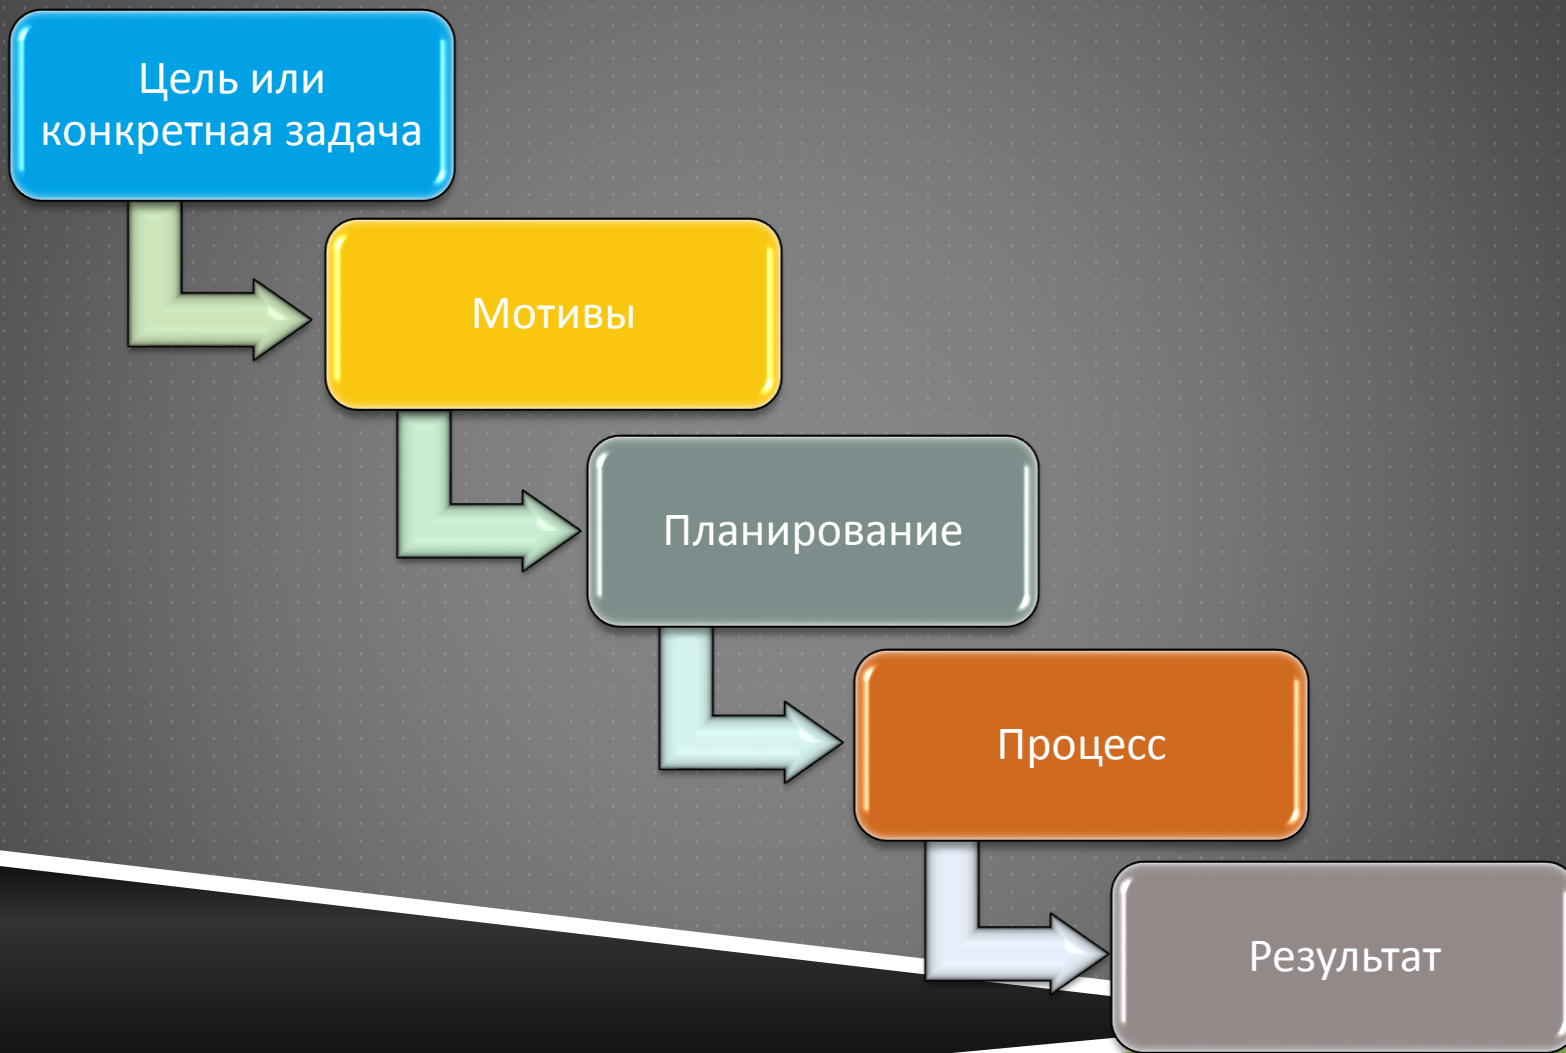 Цель или
конкретная задача
Мотивы
Планирование
Процесс
Результат